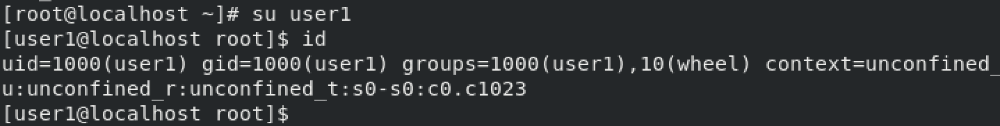 [root@localhost ~]# su user1
[user1@localhost root]$ id
uid=1000(user1) gid=1000(user1) groups=1000(user1),10(wheel) context=unconfined_
u:unconfined_r:unconfined_t:s0-s0:c0.c1023
[user1@localhost root]$